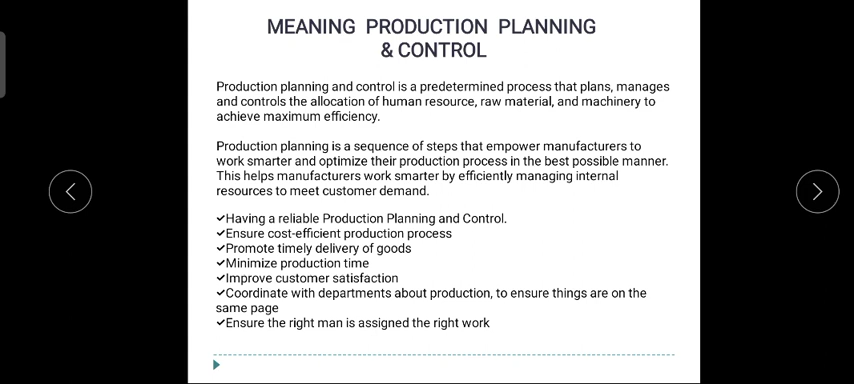 MEANING PRODUCTION PLANNING
& CONTROL
Production planning and control is a predetermined process that plans, manages
and controls the allocation of human resource, raw material, and machinery to
achieve maximum efficiency.
Production planning is a sequence of steps that empower manufacturers to
work smarter and optimize their production process in the best possible manner.
This helps manufacturers work smarter by efficiently managing internal
resources to meet customer demand.
✓Having a reliable Production Planning and Control.
✓Ensure cost-efficient production process
✓Promote timely delivery of goods
✓Minimize production time
✓Improve customer satisfaction
✓Coordinate with departments about production, to ensure things are on the
same page
✓Ensure the right man is assigned the right work